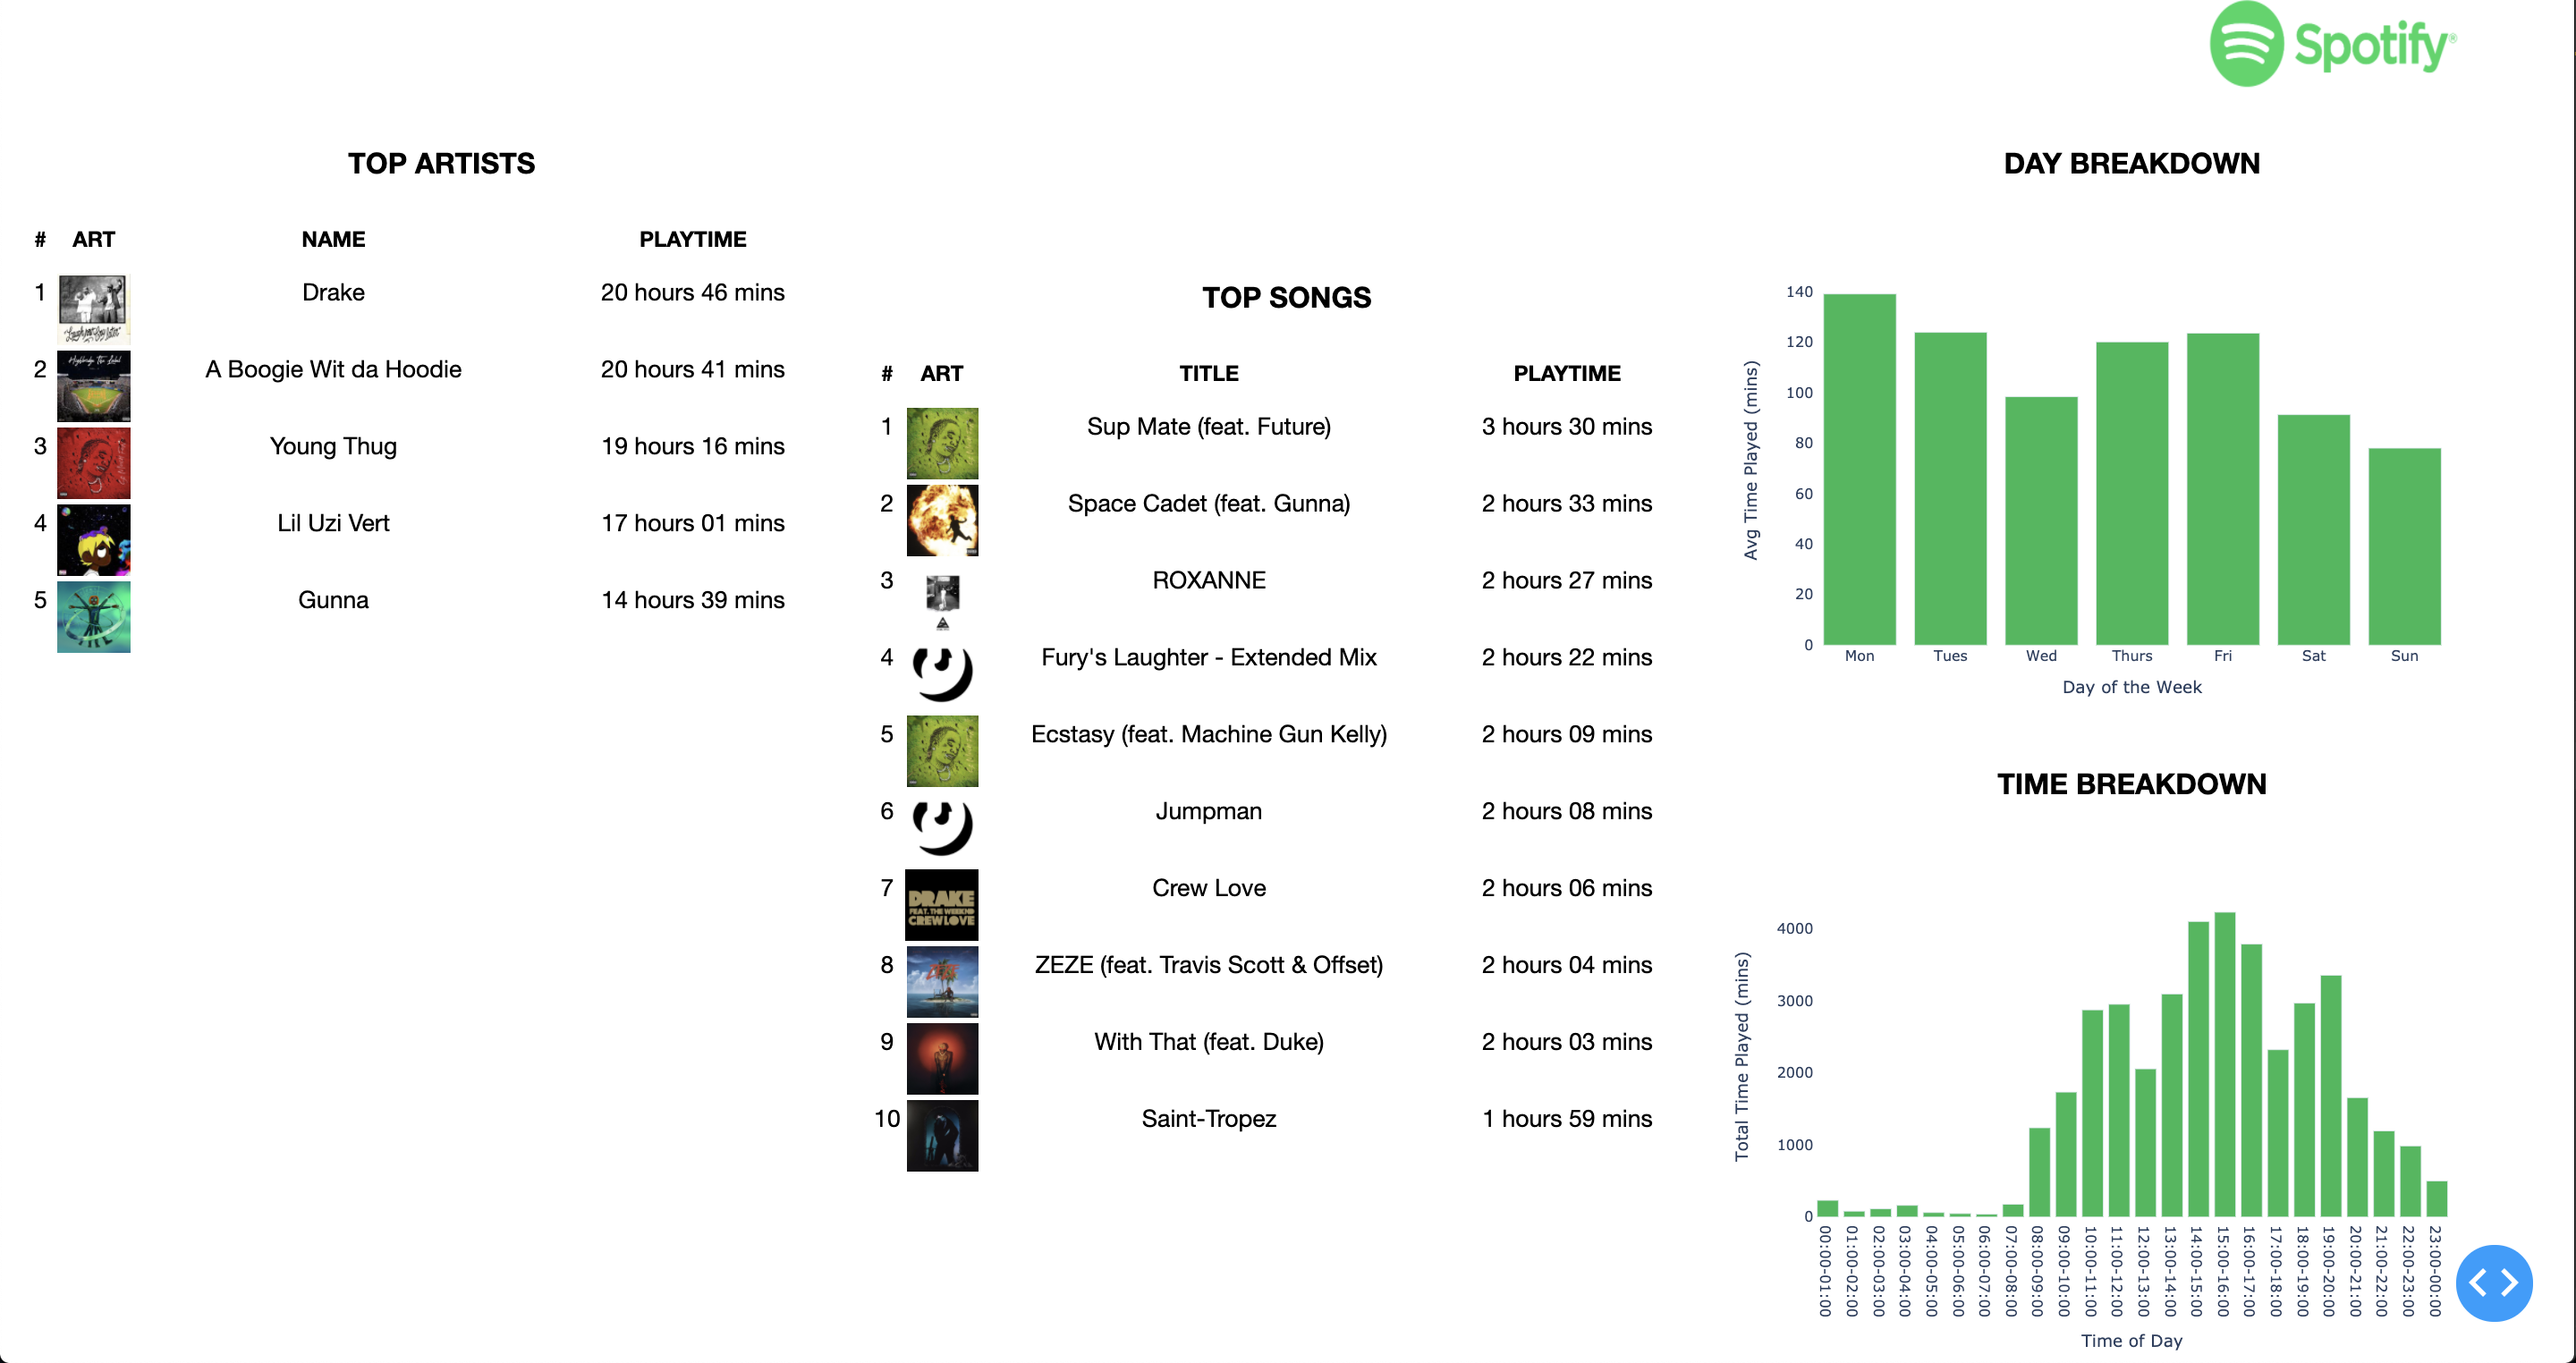 Spotify®
TOP ARTISTS
# ART NAME PLAYTIME
1 Drake 20 hours 46 mins
2 A Boogie Wit da Hoodie 20 hours 41 mins
3 Young Thug 19 hours 16 mins
4 Lil Uzi Vert 17 hours 01 mins
5 Gunna 14 hours 39 mins
TOP SONGS
# ART TITLE PLAYTIME
1 Sup Mate (feat. Future) 3 hours 30 mins
2 Space Cadet (feat. Gunna) 2 hours 33 mins
3 ROXANNE 2 hours 27 mins
4 Fury's Laughter - Extended Mix 2 hours 22 mins
5 Ecstasy (feat. Machine Gun Kelly) 2 hours 09 mins
6 Jumpman 2 hours 08 mins
7 Crew Love 2 hours 06 mins
DRAKE
FEAT. THE WEEKND
CREW LOVE
8 ZEZE (feat. Travis Scott & Offset) 2 hours 04 mins
ZEZE
9 With That (feat. Duke) 2 hours 03 mins
10 Saint-Tropez 1 hours 59 mins
DAY BREAKDOWN
Avg Time Played (mins)
140
120
100
80
60
40
20
0
Mon Tues Wed Thurs Fri Sat Sun
Day of the Week
TIME BREAKDOWN
Total Time Played (mins)
4000
3000
2000
1000
0
00:00-01:00
01:00-02:00
02:00-03:00
03:00-04:00
04:00-05:00
05:00-06:00
06:00-07:00
07:00-08:00
08:00-09:00
09:00-10:00
10:00-11:00
11:00-12:00
12:00-13:00
13:00-14:00
14:00-15:00
15:00-16:00
16:00-17:00
17:00-18:00
18:00-19:00
19:00-20:00
20:00-21:00
21:00-22:00
22:00-23:00
23:00-00:00
Time of Day